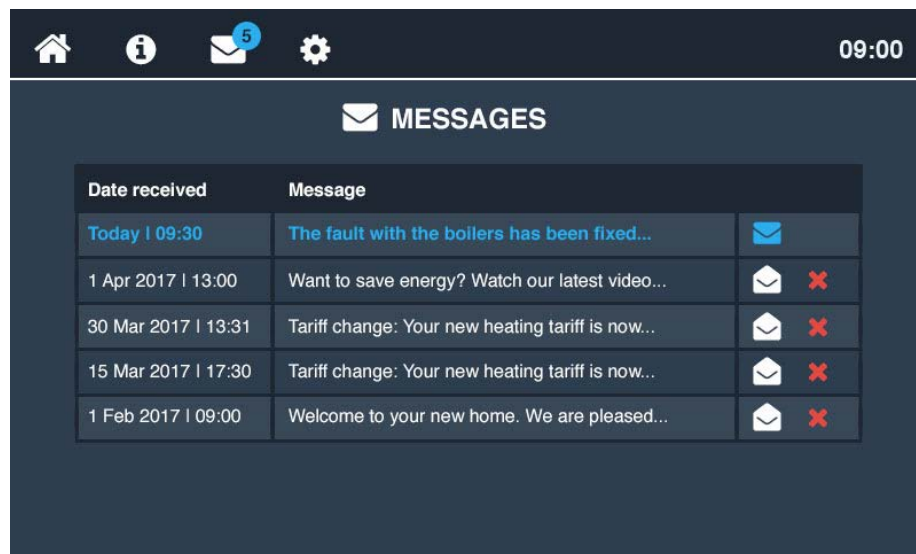 5
09:00
MESSAGES
Date received Message
Today | 09:30 The fault with the boilers has been fixed...
1 Apr 2017 | 13:00 Want to save energy? Watch our latest video...
30 Mar 2017 | 13:31 Tariff change: Your new heating tariff is now...
15 Mar 2017 | 17:30 Tariff change: Your new heating tariff is now...
1 Feb 2017 | 09:00 Welcome to your new home. We are pleased...